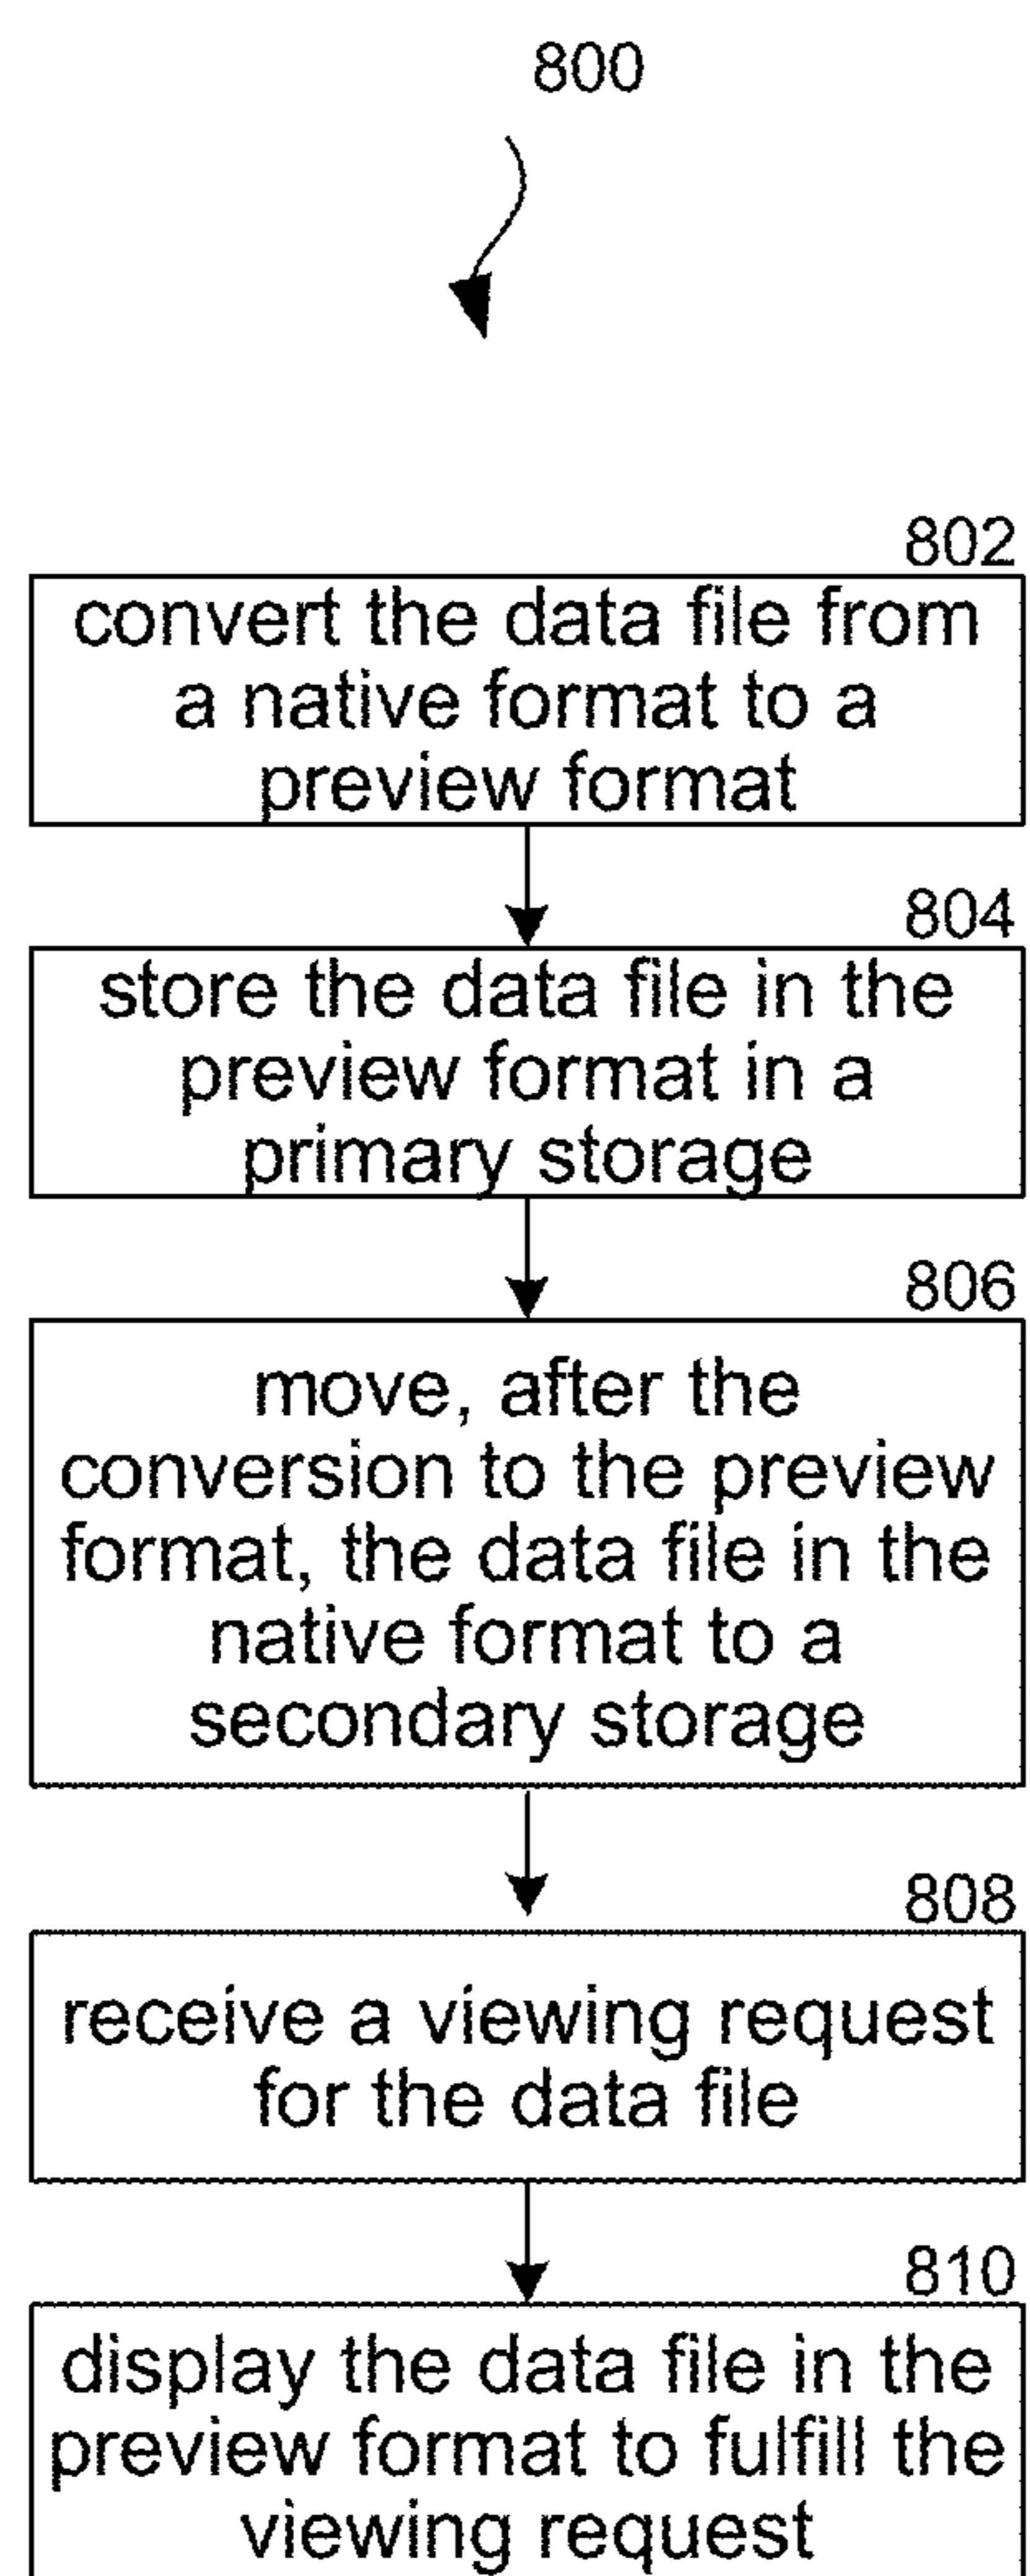 800
802
convert the data file from
a native format to a
preview format
804
store the data file in the
preview format in a
primary storage
806
move, after the
conversion to the preview
format, the data file in the
native format to a
secondary storage
808
receive a viewing request
for the data file
810
display the data file in the
preview format to fulfill the
viewing request